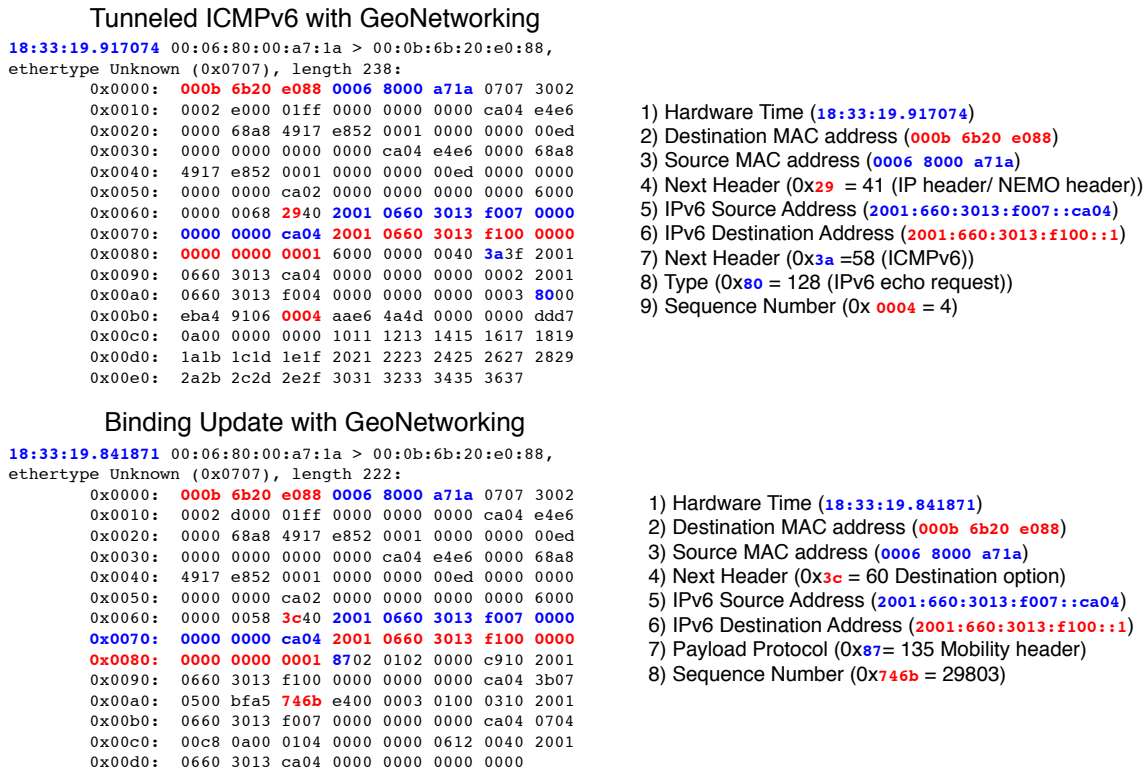 Tunneled ICMPv6 with GeoNetworking
18:33:19.917074 00:06:80:00:a7:1a > 00:0b:6b:20:e0:88,
ethertype Unknown (0x0707), length 238:
0x0000: 000b 6b20 e088 0006 8000 a71a 0707 3002
0x0010: 0002 e000 01ff 0000 0000 0000 ca04 e4e6
0x0020: 0000 68a8 4917 e852 0001 0000 0000 00ed
0x0030: 0000 0000 0000 0000 ca04 e4e6 0000 68a8
0x0040: 4917 e852 0001 0000 0000 00ed 0000 0000
0x0050: 0000 0000 ca02 0000 0000 0000 0000 6000
0x0060: 0000 0068 2940 2001 0660 3013 f007 0000
0x0070: 0000 0000 ca04 2001 0660 3013 f100 0000
0x0080: 0000 0000 0001 6000 0000 0040 3a3f 2001
0x0090: 0660 3013 ca04 0000 0000 0000 0002 2001
0x00a0: 0660 3013 f004 0000 0000 0000 0003 8000
0x00b0: eba4 9106 0004 aae6 4a4d 0000 0000 ddd7
0x00c0: 0a00 0000 0000 1011 1213 1415 1617 1819
0x00d0: 1a1b 1c1d 1e1f 2021 2223 2425 2627 2829
0x00e0: 2a2b 2c2d 2e2f 3031 3233 3435 3637
1) Hardware Time (18:33:19.917074)
2) Destination MAC address (000b 6b20 e088)
3) Source MAC address (0006 8000 a71a)
4) Next Header (0x29 = 41 (IP header/ NEMO header))
5) IPv6 Source Address (2001:660:3013:f007::ca04)
6) IPv6 Destination Address (2001:660:3013:f100::1)
7) Next Header (0x3a =58 (ICMPv6))
8) Type (0x80 = 128 (IPv6 echo request))
9) Sequence Number (0x 0004 = 4)
Binding Update with GeoNetworking
18:33:19.841871 00:06:80:00:a7:1a > 00:0b:6b:20:e0:88,
ethertype Unknown (0x0707), length 222:
0x0000: 000b 6b20 e088 0006 8000 a71a 0707 3002
0x0010: 0002 d000 01ff 0000 0000 0000 ca04 e4e6
0x0020: 0000 68a8 4917 e852 0001 0000 0000 00ed
0x0030: 0000 0000 0000 0000 ca04 e4e6 0000 68a8
0x0040: 4917 e852 0001 0000 0000 00ed 0000 0000
0x0050: 0000 0000 ca02 0000 0000 0000 0000 6000
0x0060: 0000 0058 3c40 2001 0660 3013 f007 0000
0x0070: 0000 0000 ca04 2001 0660 3013 f100 0000
0x0080: 0000 0000 0001 8702 0102 0000 c910 2001
0x0090: 0660 3013 f100 0000 0000 0000 ca04 3b07
0x00a0: 0500 bfa5 746b e400 0003 0100 0310 2001
0x00b0: 0660 3013 f007 0000 0000 0000 ca04 0704
0x00c0: 00c8 0a00 0104 0000 0000 0612 0040 2001
0x00d0: 0660 3013 ca04 0000 0000 0000 0000
1) Hardware Time (18:33:19.841871)
2) Destination MAC address (000b 6b20 e088)
3) Source MAC address (0006 8000 a71a)
4) Next Header (0x3c = 60 Destination option)
5) IPv6 Source Address (2001:660:3013:f007::ca04)
6) IPv6 Destination Address (2001:660:3013:f100::1)
7) Payload Protocol (0x87= 135 Mobility header)
8) Sequence Number (0x746b = 29803)